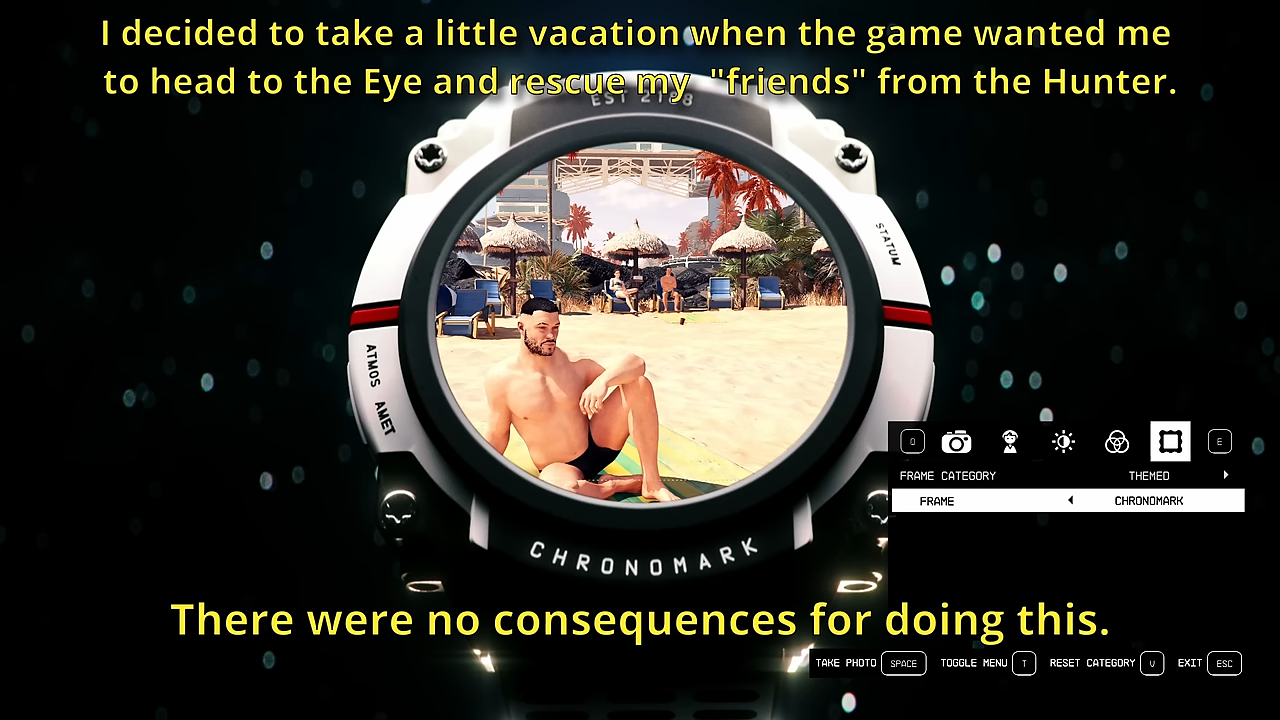 I decided to take a little vacation when the game wanted me
to head to the Eye and rescue my "friends" from the Hunter.
EST 2188
STATUM
ATMOS AMET
Q E
FRAME CATEGORY THEMED
FRAME CHRONOMARK
CHRONOMARK
There were no consequences for doing this.
TAKE PHOTO SPACE TOGGLE MENU T RESET CATEGORY V EXIT ESC